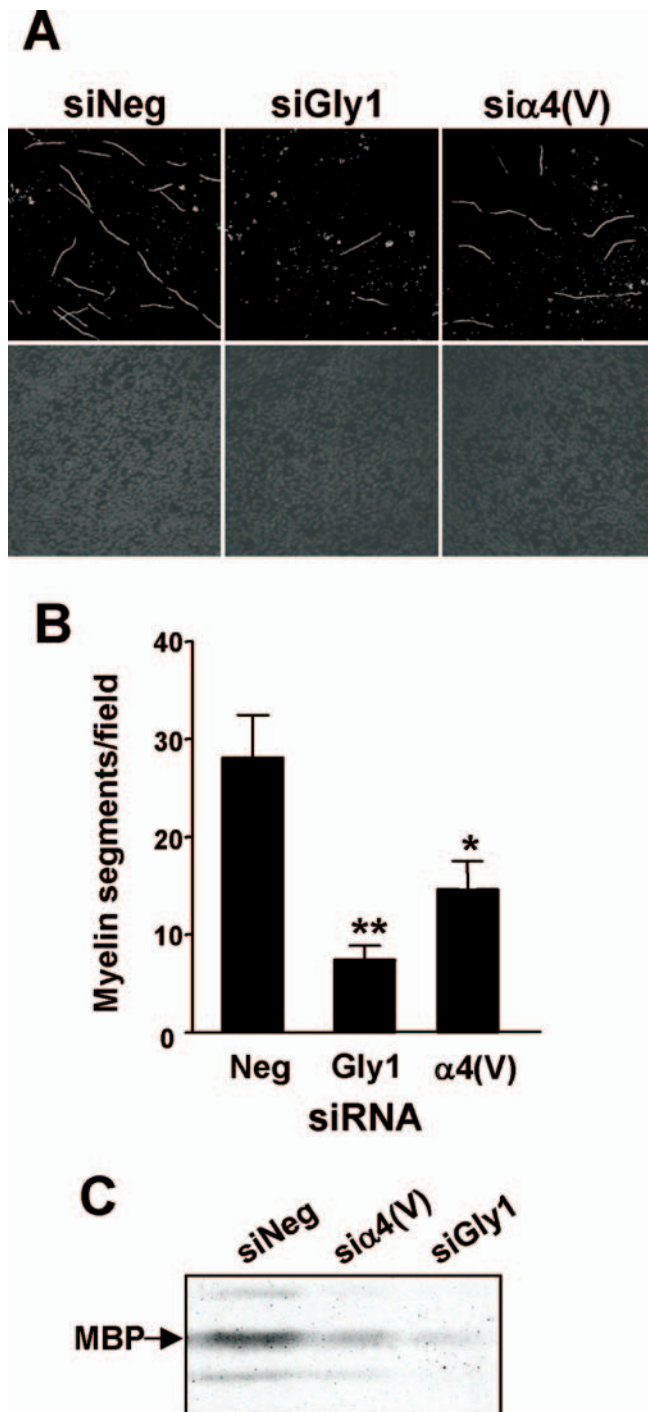 A
siNeg siGly1 siα4(V)
B
Myelin segments/field
40
30
20
10
0
** *
Neg Gly1 α4(V)
siRNA
C
siNeg siα4(V) siGly1
MBP